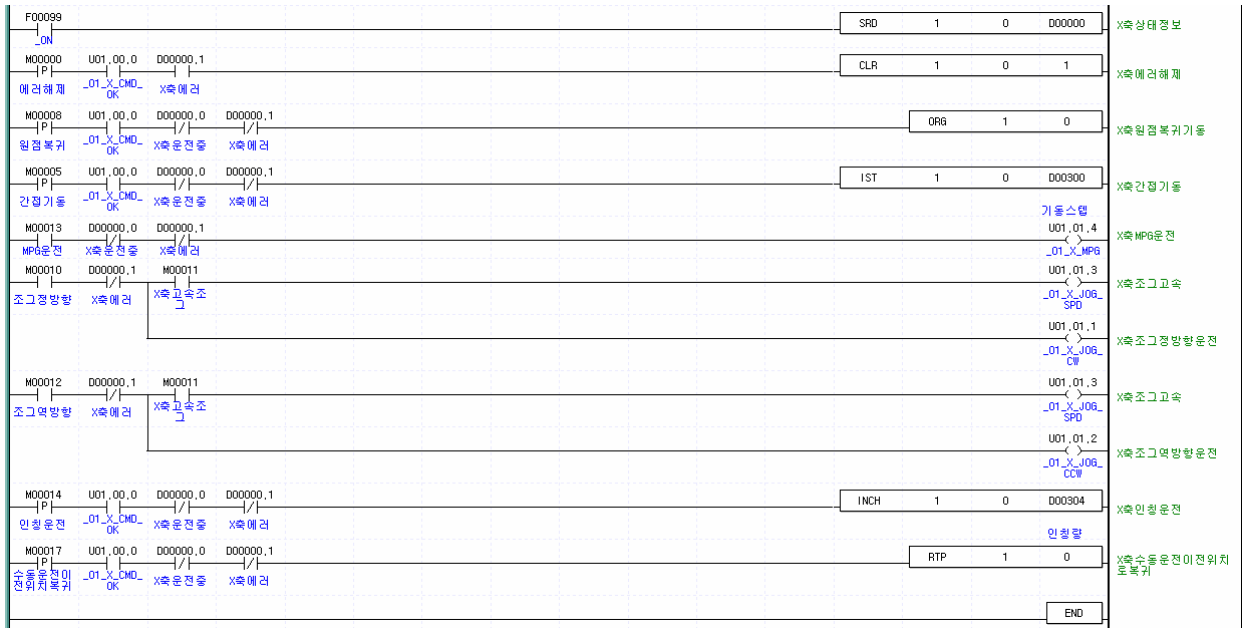 F00099
_ON
SRD 1 0 D00000
X축상태정보
M00000 U01,00,0 D00000,1
P
에러해제 _01_X_CMD_OK X축에러
CLR 1 0 1
X축에러해제
M00008 U01,00,0 D00000,0 D00000,1
P
원점복귀 _01_X_CMD_OK X축운전중 X축에러
ORG 1 0
X축원점복귀기동
M00005 U01,00,0 D00000,0 D00000,1
P
간접기동 _01_X_CMD_OK X축운전중 X축에러
IST 1 0 D00300
X축간접기동
기동스텝
M00013 D00000,0 D00000,1 U01,01,4
P
MPG운전 X축운전중 X축에러 _01_X_MPG
X축MPG운전
M00010 D00000,1 M00011 U01,01,3
조그정방향 X축에러 X축고속조그 _01_X_JOG_SPD
X축조그고속
U01,01,1
_01_X_JOG_CW
X축조그정방향운전
M00012 D00000,1 M00011 U01,01,3
조그역방향 X축에러 X축고속조그 _01_X_JOG_SPD
X축조그고속
U01,01,2
_01_X_JOG_CCW
X축조그역방향운전
M00014 U01,00,0 D00000,0 D00000,1
P
인칭운전 _01_X_CMD_OK X축운전중 X축에러
INCH 1 0 D00304
X축인칭운전
인칭량
M00017 U01,00,0 D00000,0 D00000,1
P
수동운전이전위치복귀 _01_X_CMD_OK X축운전중 X축에러
RTP 1 0
X축수동운전이전위치
로복귀
END